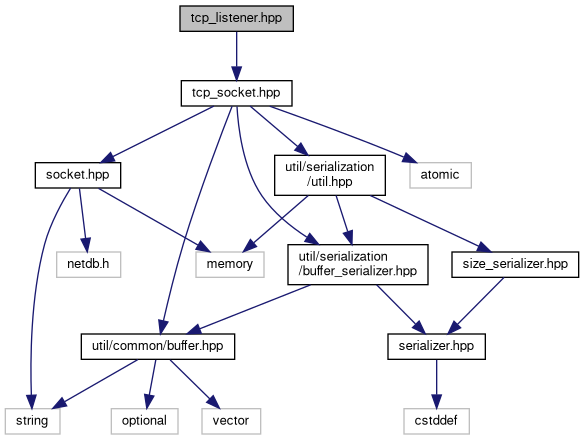 tcp_listener.hpp
tcp_socket.hpp
socket.hpp
util/serialization
/util.hpp
atomic
netdb.h
memory
util/serialization
/buffer_serializer.hpp
size_serializer.hpp
util/common/buffer.hpp
serializer.hpp
string
optional
vector
cstddef